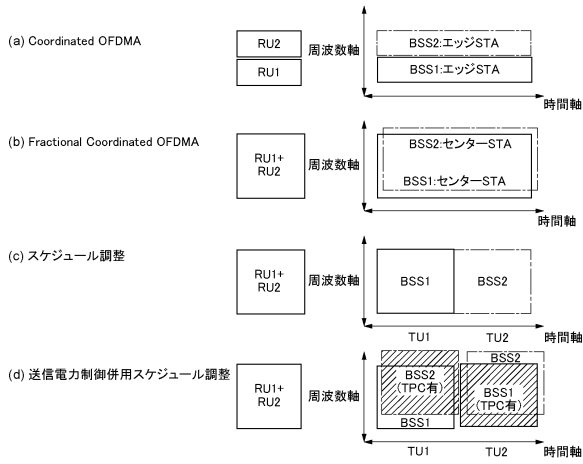 (a) Coordinated OFDMA
RU2
RU1
周波数軸
BSS2:エッジSTA
BSS1:エッジSTA
時間軸
(b) Fractional Coordinated OFDMA
RU1+
RU2
周波数軸
BSS2:センターSTA
BSS1:センターSTA
時間軸
(c) スケジュール調整
RU1+
RU2
周波数軸
BSS1
BSS2
TU1
TU2
時間軸
(d) 送信電力制御併用スケジュール調整
RU1+
RU2
周波数軸
BSS2
(TPC有)
BSS1
BSS2
BSS1
(TPC有)
TU1
TU2
時間軸